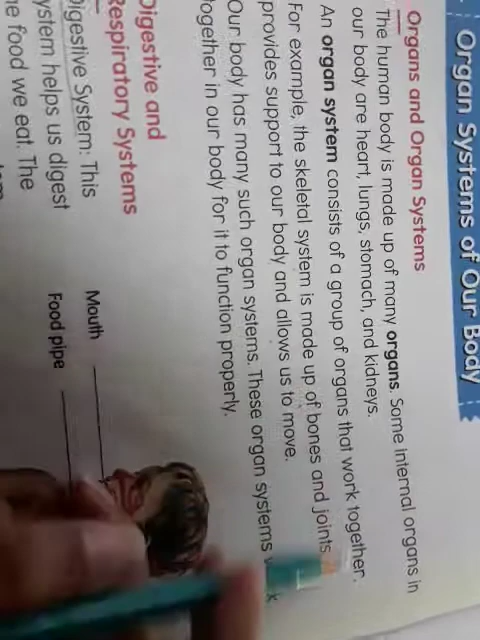 Organ Systems of Our Body
Organs and Organ Systems
The human body is made up of many organs. Some internal organs in
our body are heart, lungs, stomach, and kidneys.
An organ system consists of a group of organs that work together.
For example, the skeletal system is made up of bones and joints.
provides support to our body and allows us to move.
Our body has many such organ systems. These organ systems
together in our body for it to function properly.
Digestive and
Respiratory Systems
Digestive System: This
system helps us digest
the food we eat. The
Mouth
Food pipe